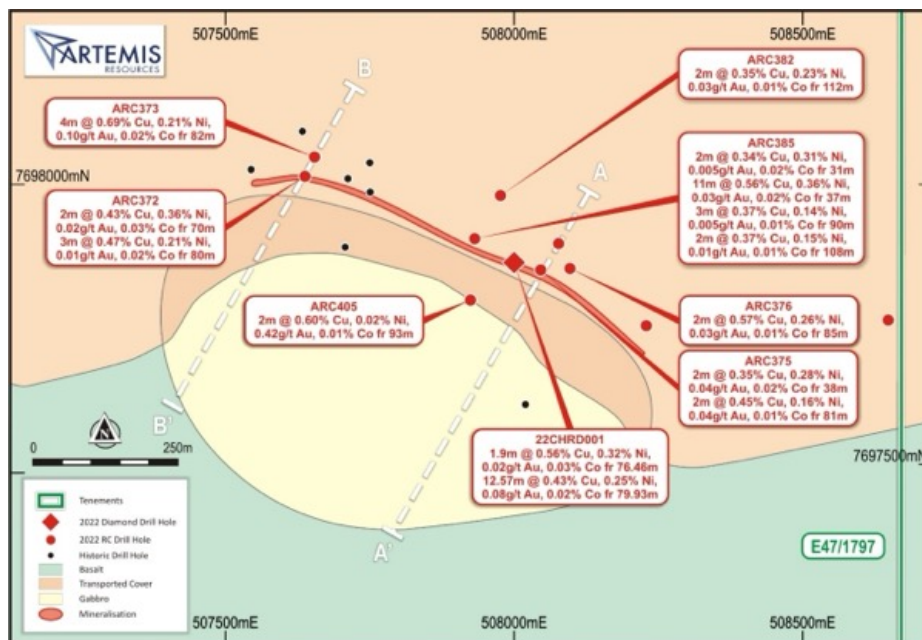 507500mE
508000mE
508500mE
ARTEMIS
RESOURCES
B
ARC382
2m @ 0.35% Cu, 0.23% Ni,
0.03g/t Au, 0.01% Co fr 112m
ARC373
4m @ 0.69% Cu, 0.21% Ni,
0.10g/t Au, 0.02% Co fr 82m
ARC385
2m @ 0.34% Cu, 0.31% Ni,
0.005g/t Au, 0.02% Co fr 31m
11m @ 0.56% Cu, 0.36% Ni,
0.03g/t Au, 0.02% Co fr 37m
3m @ 0.37% Cu, 0.14% Ni,
0.005g/t Au, 0.01% Co fr 90m
2m @ 0.37% Cu, 0.15% Ni,
0.01g/t Au, 0.01% Co fr 108m
A
7698000mN
ARC372
2m @ 0.43% Cu, 0.36% Ni,
0.02g/t Au, 0.03% Co fr 70m
3m @ 0.47% Cu, 0.21% Ni,
0.01g/t Au, 0.02% Co fr 80m
ARC405
2m @ 0.60% Cu, 0.02% Ni,
0.42g/t Au, 0.01% Co fr 93m
ARC376
2m @ 0.57% Cu, 0.26% Ni,
0.03g/t Au, 0.01% Co fr 85m
ARC375
2m @ 0.35% Cu, 0.28% Ni,
0.04g/t Au, 0.02% Co fr 38m
2m @ 0.45% Cu, 0.16% Ni,
0.04g/t Au, 0.01% Co fr 81m
B'
22CHRD001
1.9m @ 0.56% Cu, 0.32% Ni,
0.02g/t Au, 0.03% Co fr 76.46m
12.57m @ 0.43% Cu, 0.25% Ni,
0.08g/t Au, 0.02% Co fr 79.93m
7697500mN
N
0
250m
A'
E47/1797
Tenements
2022 Diamond Drill Hole
2022 RC Drill Hole
Historic Drill Hole
Basalt
Transported Cover
Gabbro
Mineralisation
507500mE
508000mE
508500mE